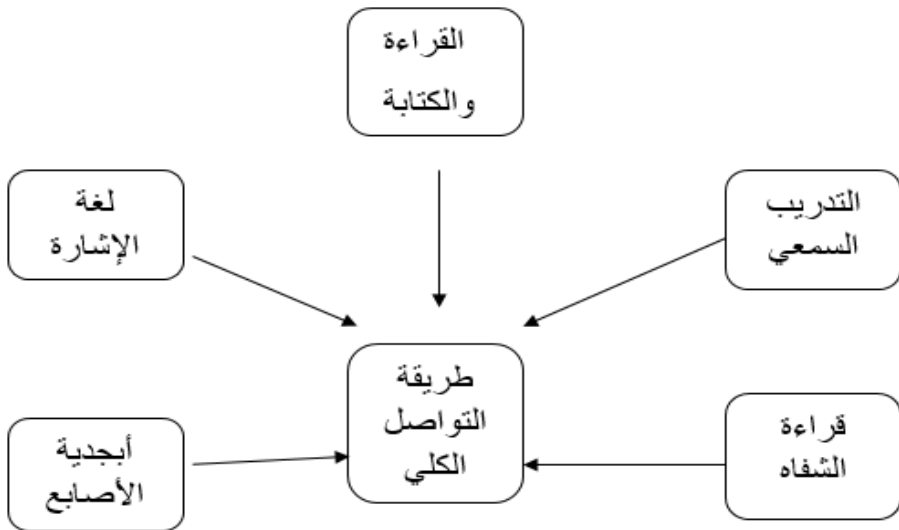 القراءة
والكتابة
التدريب
السمعي
لغة
الإشارة
طريقة
التواصل
الكلي
قراءة
الشفاه
أبجدية
الأصابع